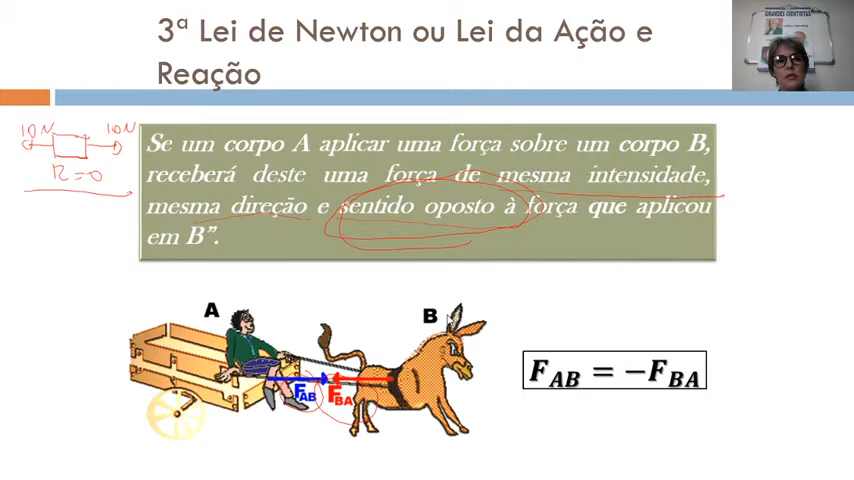 3ª Lei de Newton ou Lei da Ação e
Reação
GRANDES CIENTISTAS
10N 10N
R=0
Se um corpo A aplicar uma força sobre um corpo B,
receberá deste uma força de mesma intensidade,
mesma direção e sentido oposto à força que aplicou
em B”.
A
B
FAB
FBA
FAB = −FBA